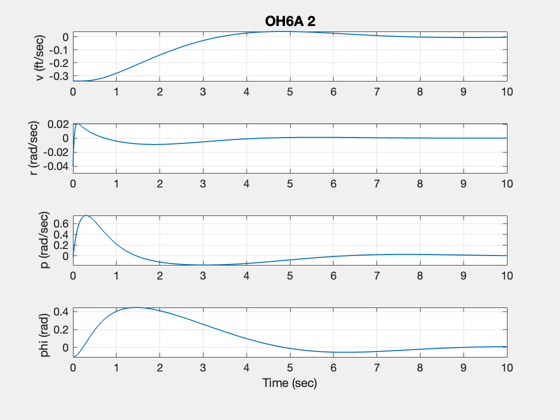 OH6A 2
v (ft/sec)
0
-0.1
-0.2
-0.3
0 1 2 3 4 5 6 7 8 9 10
r (rad/sec)
0.02
0
-0.02
-0.04
0 1 2 3 4 5 6 7 8 9 10
p (rad/sec)
0.6
0.4
0.2
0
0 1 2 3 4 5 6 7 8 9 10
phi (rad)
0.4
0.2
0
0 1 2 3 4 5 6 7 8 9 10
Time (sec)